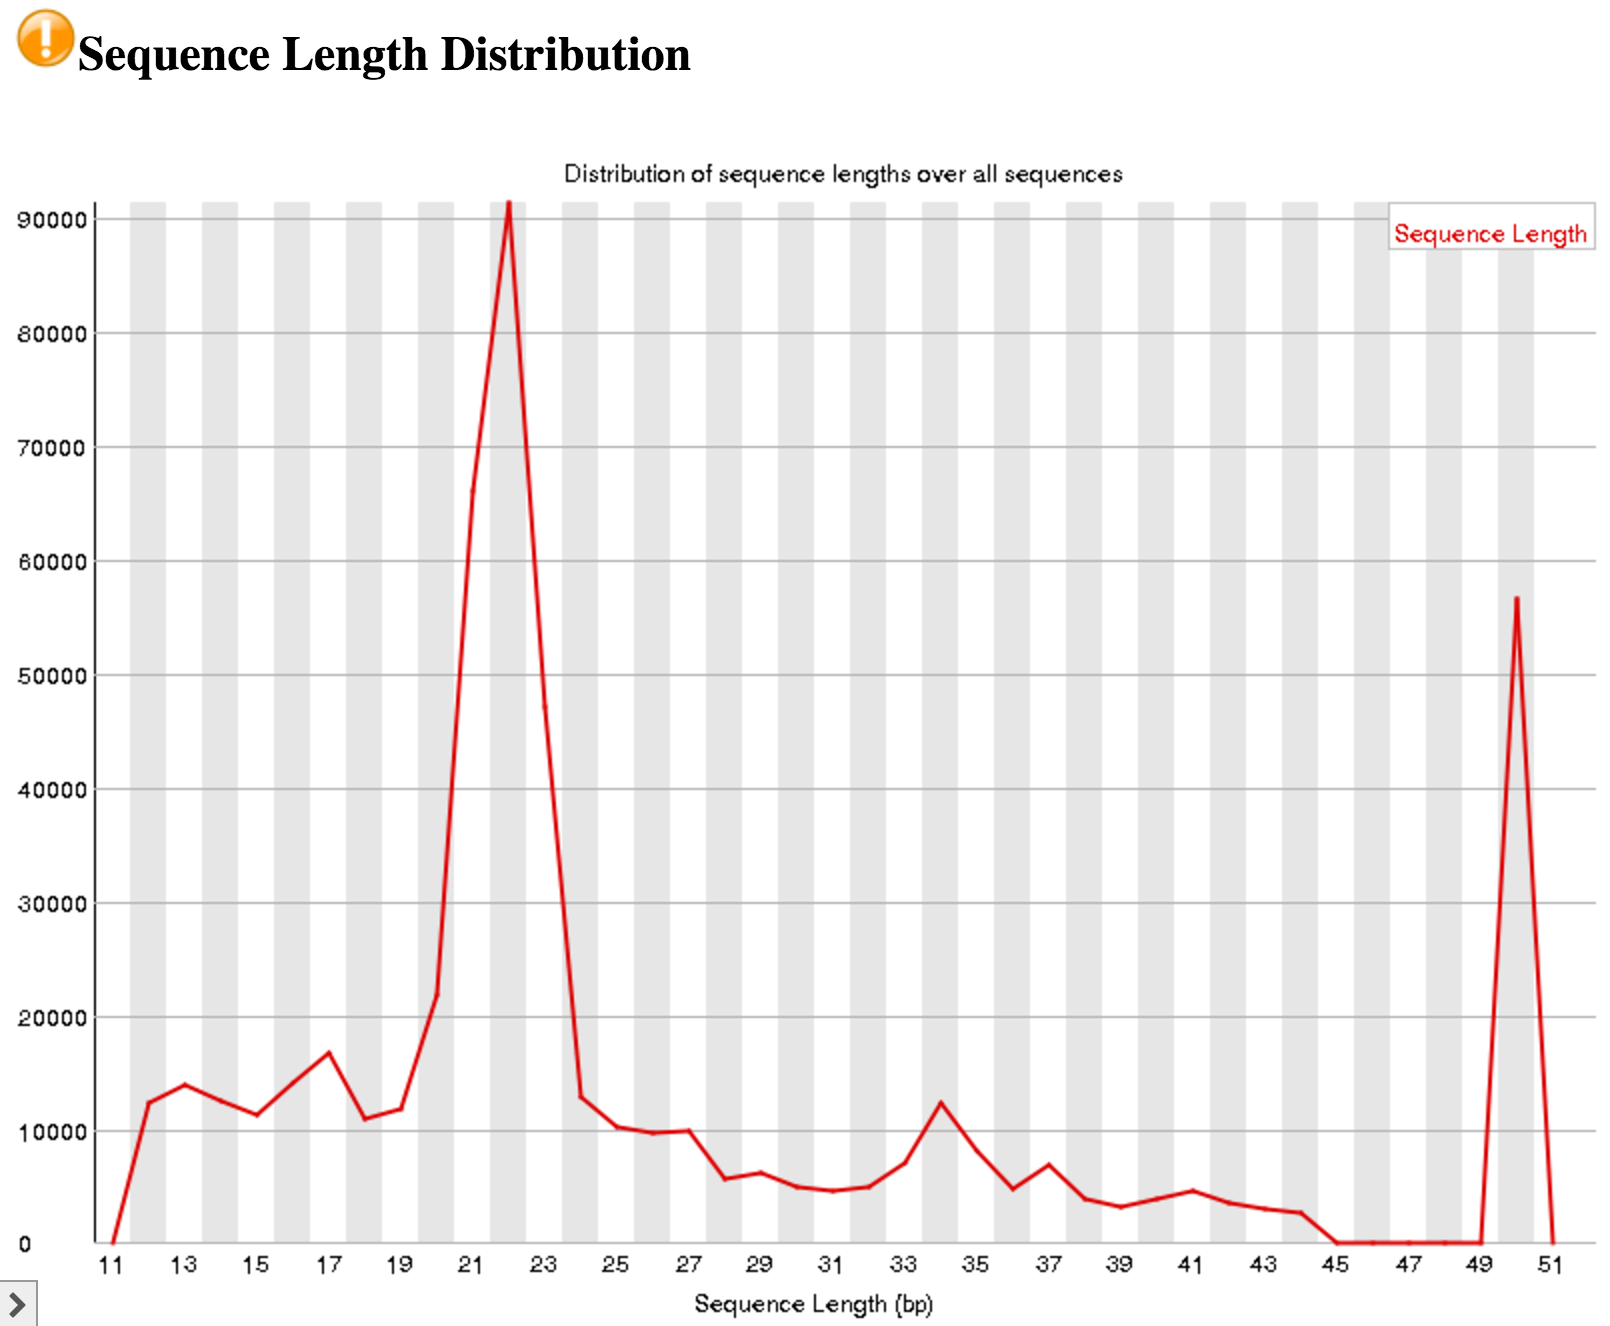 Sequence Length Distribution
Distribution of sequence lengths over all sequences
Sequence Length
90000
80000
70000
60000
50000
40000
30000
20000
10000
0
11 13 15 17 19 21 23 25 27 29 31 33 35 37 39 41 43 45 47 49 51
Sequence Length (bp)